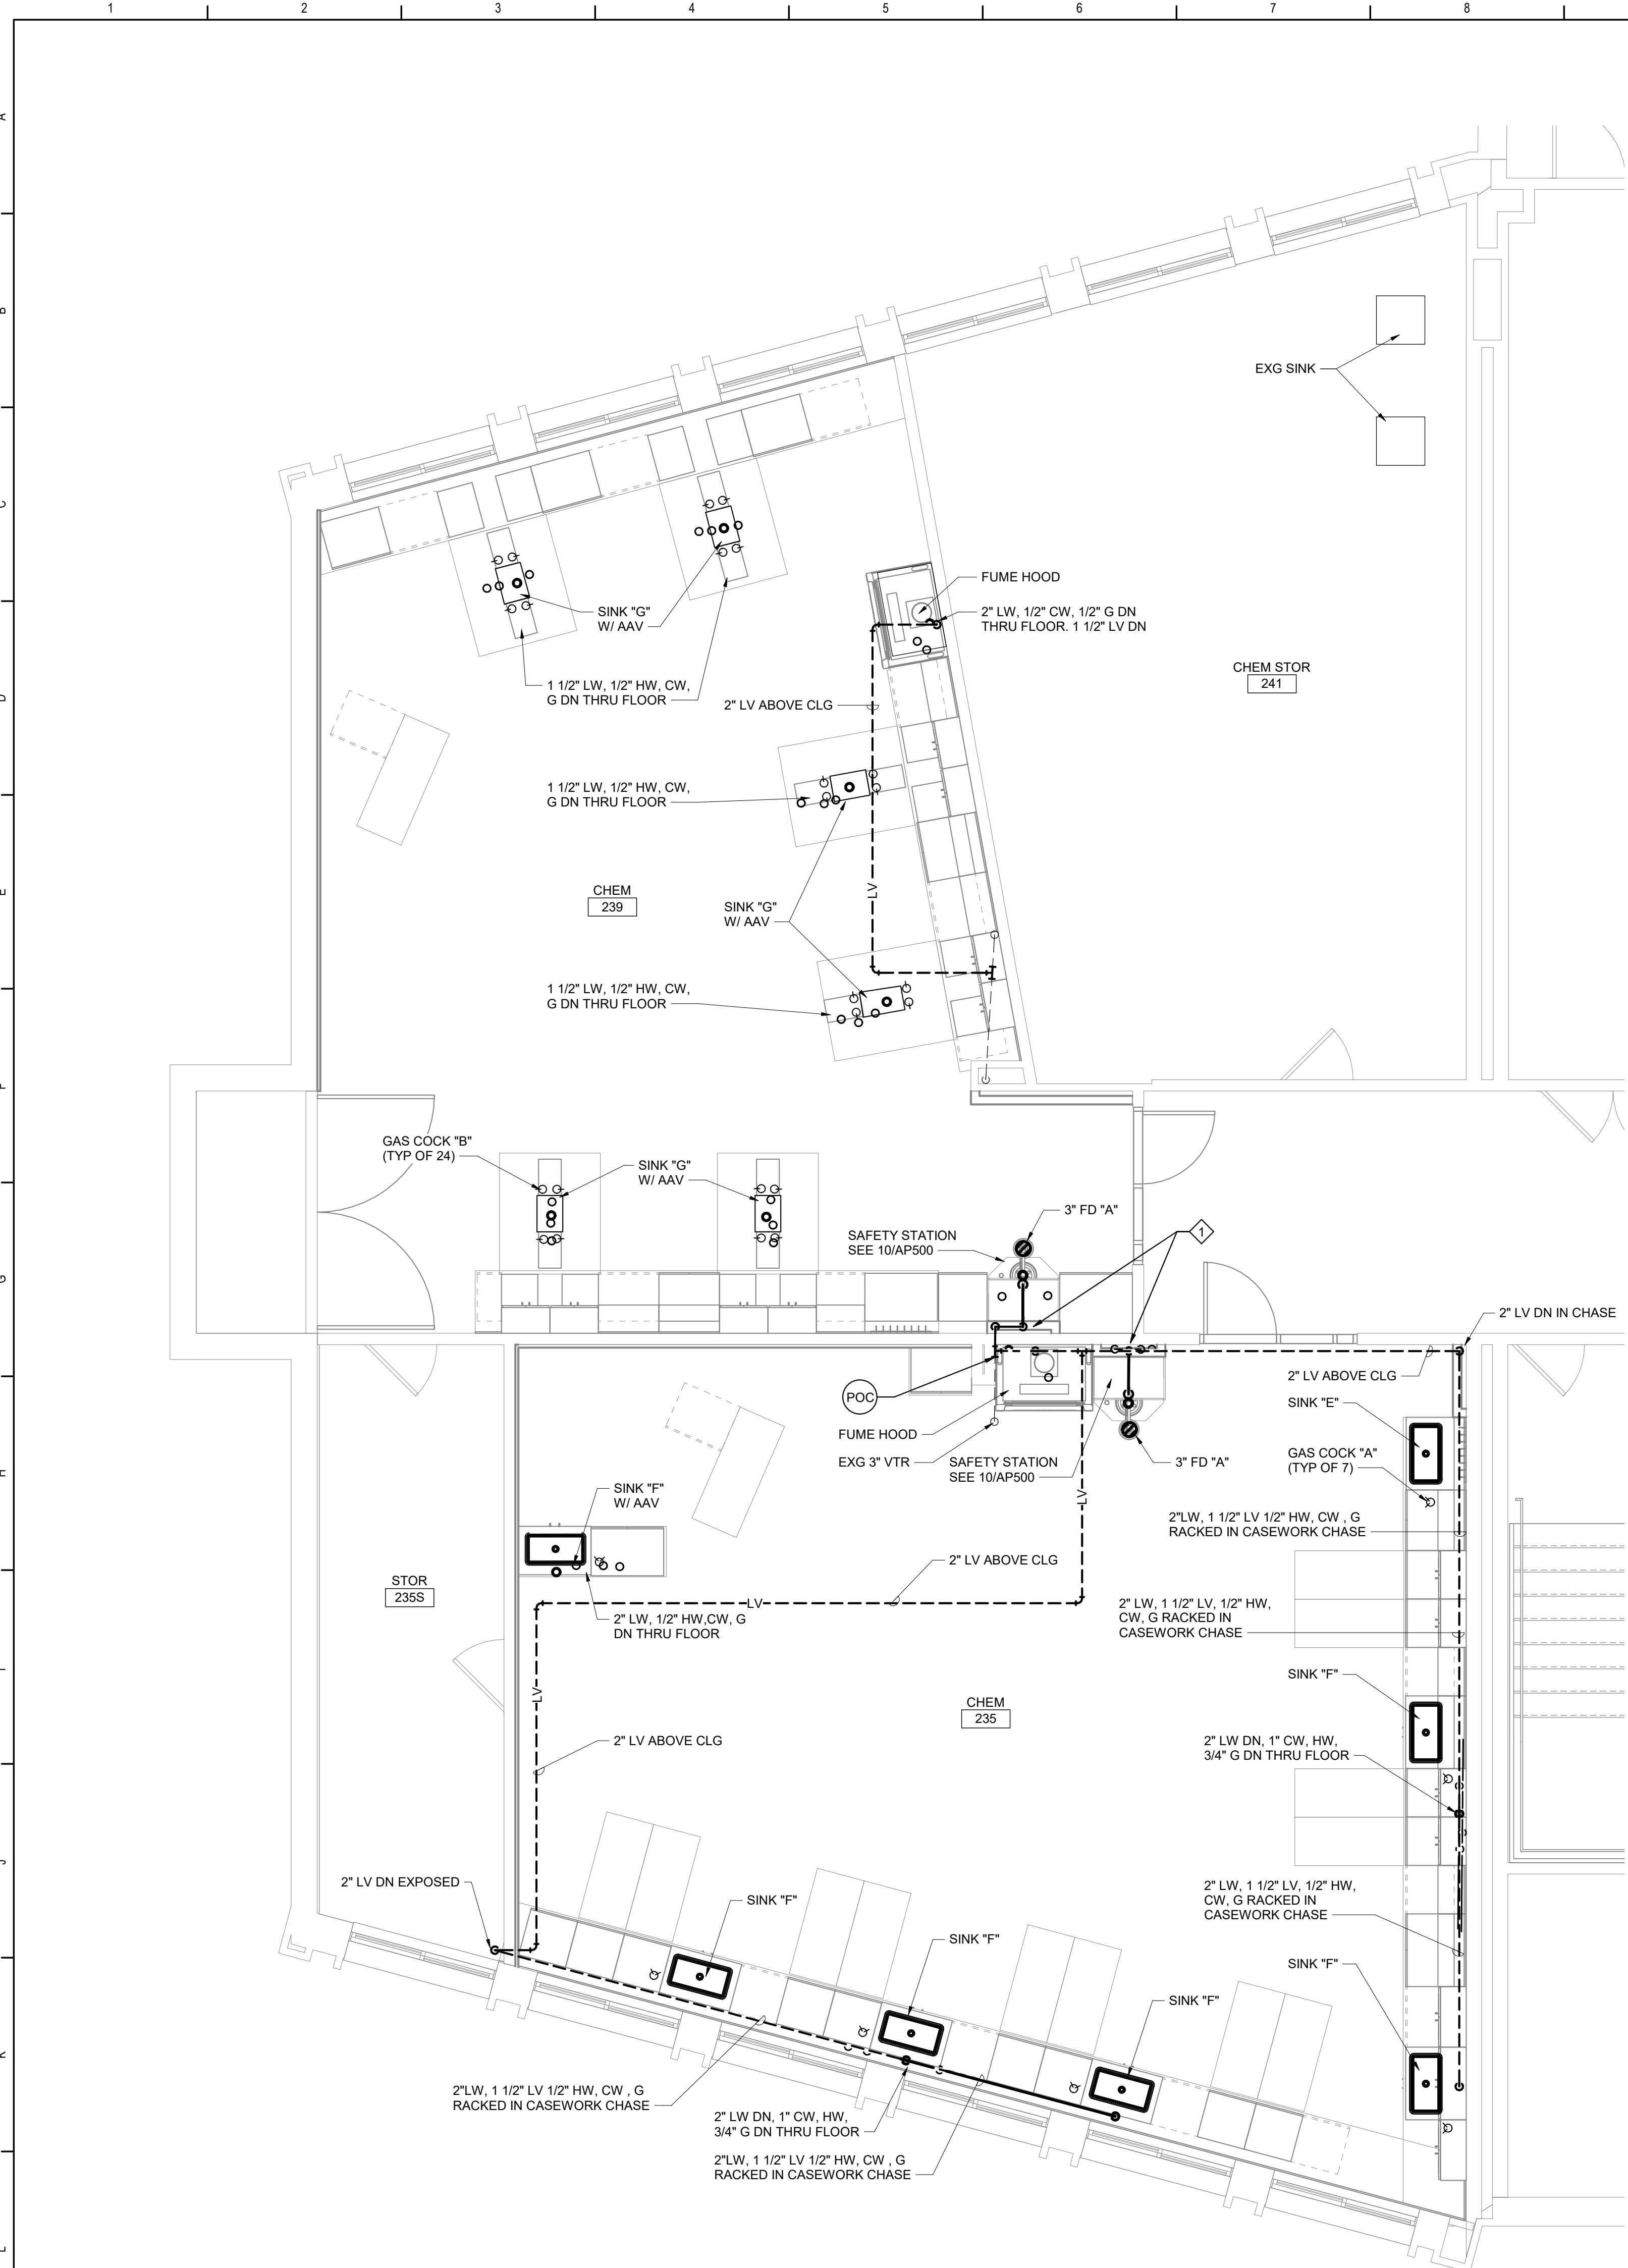 1
2
3
4
5
6
7
8
A
B
C
D
E
F
G
H
I
J
K
L
EXG SINK
FUME HOOD
2" LW, 1/2" CW, 1/2" G DN
THRU FLOOR. 1 1/2" LV DN
SINK "G"
W/ AAV
CHEM STOR
241
1 1/2" LW, 1/2" HW, CW,
G DN THRU FLOOR
2" LV ABOVE CLG
1 1/2" LW, 1/2" HW, CW,
G DN THRU FLOOR
LV
CHEM
239
SINK "G"
W/ AAV
1 1/2" LW, 1/2" HW, CW,
G DN THRU FLOOR
GAS COCK "B"
(TYP OF 24)
SINK "G"
W/ AAV
3" FD "A"
SAFETY STATION
SEE 10/AP500
1
2" LV DN IN CHASE
2" LV ABOVE CLG
POC
SINK "E"
FUME HOOD
EXG 3" VTR
SAFETY STATION
SEE 10/AP500
3" FD "A"
GAS COCK "A"
(TYP OF 7)
SINK "F"
W/ AAV
LV
2"LW, 1 1/2" LV 1/2" HW, CW , G
RACKED IN CASEWORK CHASE
2" LV ABOVE CLG
STOR
235S
LV
2" LW, 1/2" HW,CW, G
DN THRU FLOOR
2" LW, 1 1/2" LV, 1/2" HW,
CW, G RACKED IN
CASEWORK CHASE
SINK "F"
LV
CHEM
235
2" LV ABOVE CLG
2" LW DN, 1" CW, HW,
3/4" G DN THRU FLOOR
2" LV DN EXPOSED
SINK "F"
2" LW, 1 1/2" LV, 1/2" HW,
CW, G RACKED IN
CASEWORK CHASE
SINK "F"
SINK "F"
SINK "F"
2"LW, 1 1/2" LV 1/2" HW, CW , G
RACKED IN CASEWORK CHASE
2" LW DN, 1" CW, HW,
3/4" G DN THRU FLOOR
2"LW, 1 1/2" LV 1/2" HW, CW , G
RACKED IN CASEWORK CHASE